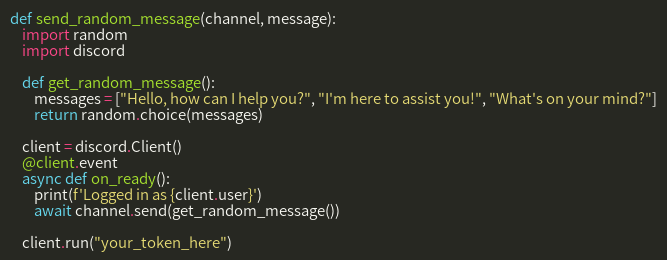 def send_random_message(channel, message):
    import random
    import discord

    def get_random_message():
        messages = ["Hello, how can I help you?", "I'm here to assist you!", "What's on your mind?"]
        return random.choice(messages)

    client = discord.Client()
    @client.event
    async def on_ready():
        print(f'Logged in as {client.user}')
        await channel.send(get_random_message())

    client.run("your_token_here")